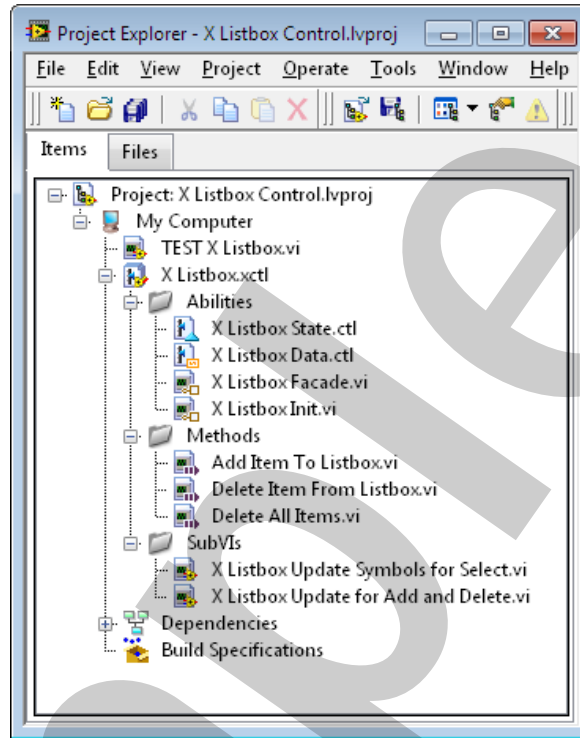 Project Explorer - X Listbox Control.lvproj
File Edit View Project Operate Tools Window Help
Items Files
Project: X Listbox Control.lvproj
My Computer
TEST X Listbox.vi
X Listbox.xctl
Abilities
X Listbox State.ctl
X Listbox Data.ctl
X Listbox Facade.vi
X Listbox Init.vi
Methods
Add Item To Listbox.vi
Delete Item From Listbox.vi
Delete All Items.vi
SubVIs
X Listbox Update Symbols for Select.vi
X Listbox Update for Add and Delete.vi
Dependencies
Build Specifications